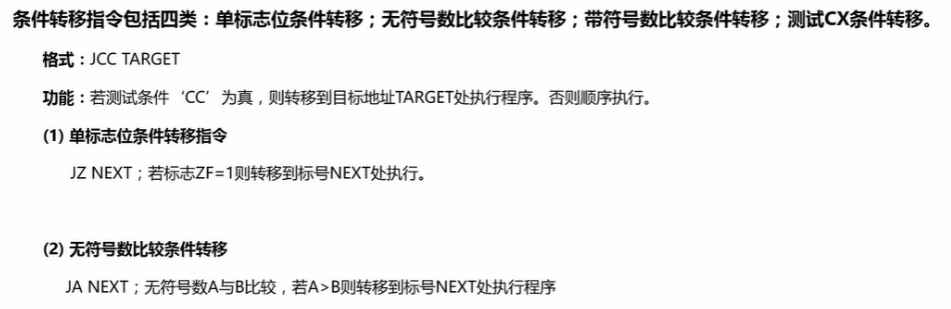 条件转移指令包括四类：单标志位条件转移；无符号数比较条件转移；带符号数比较条件转移；测试CX条件转移。
格式：JCC TARGET
功能：若测试条件‘CC’为真，则转移到目标地址TARGET处执行程序。否则顺序执行。
(1) 单标志位条件转移指令
JZ NEXT；若标志ZF=1则转移到标号NEXT处执行。
(2) 无符号数比较条件转移
JA NEXT；无符号数A与B比较，若A>B则转移到标号NEXT处执行程序